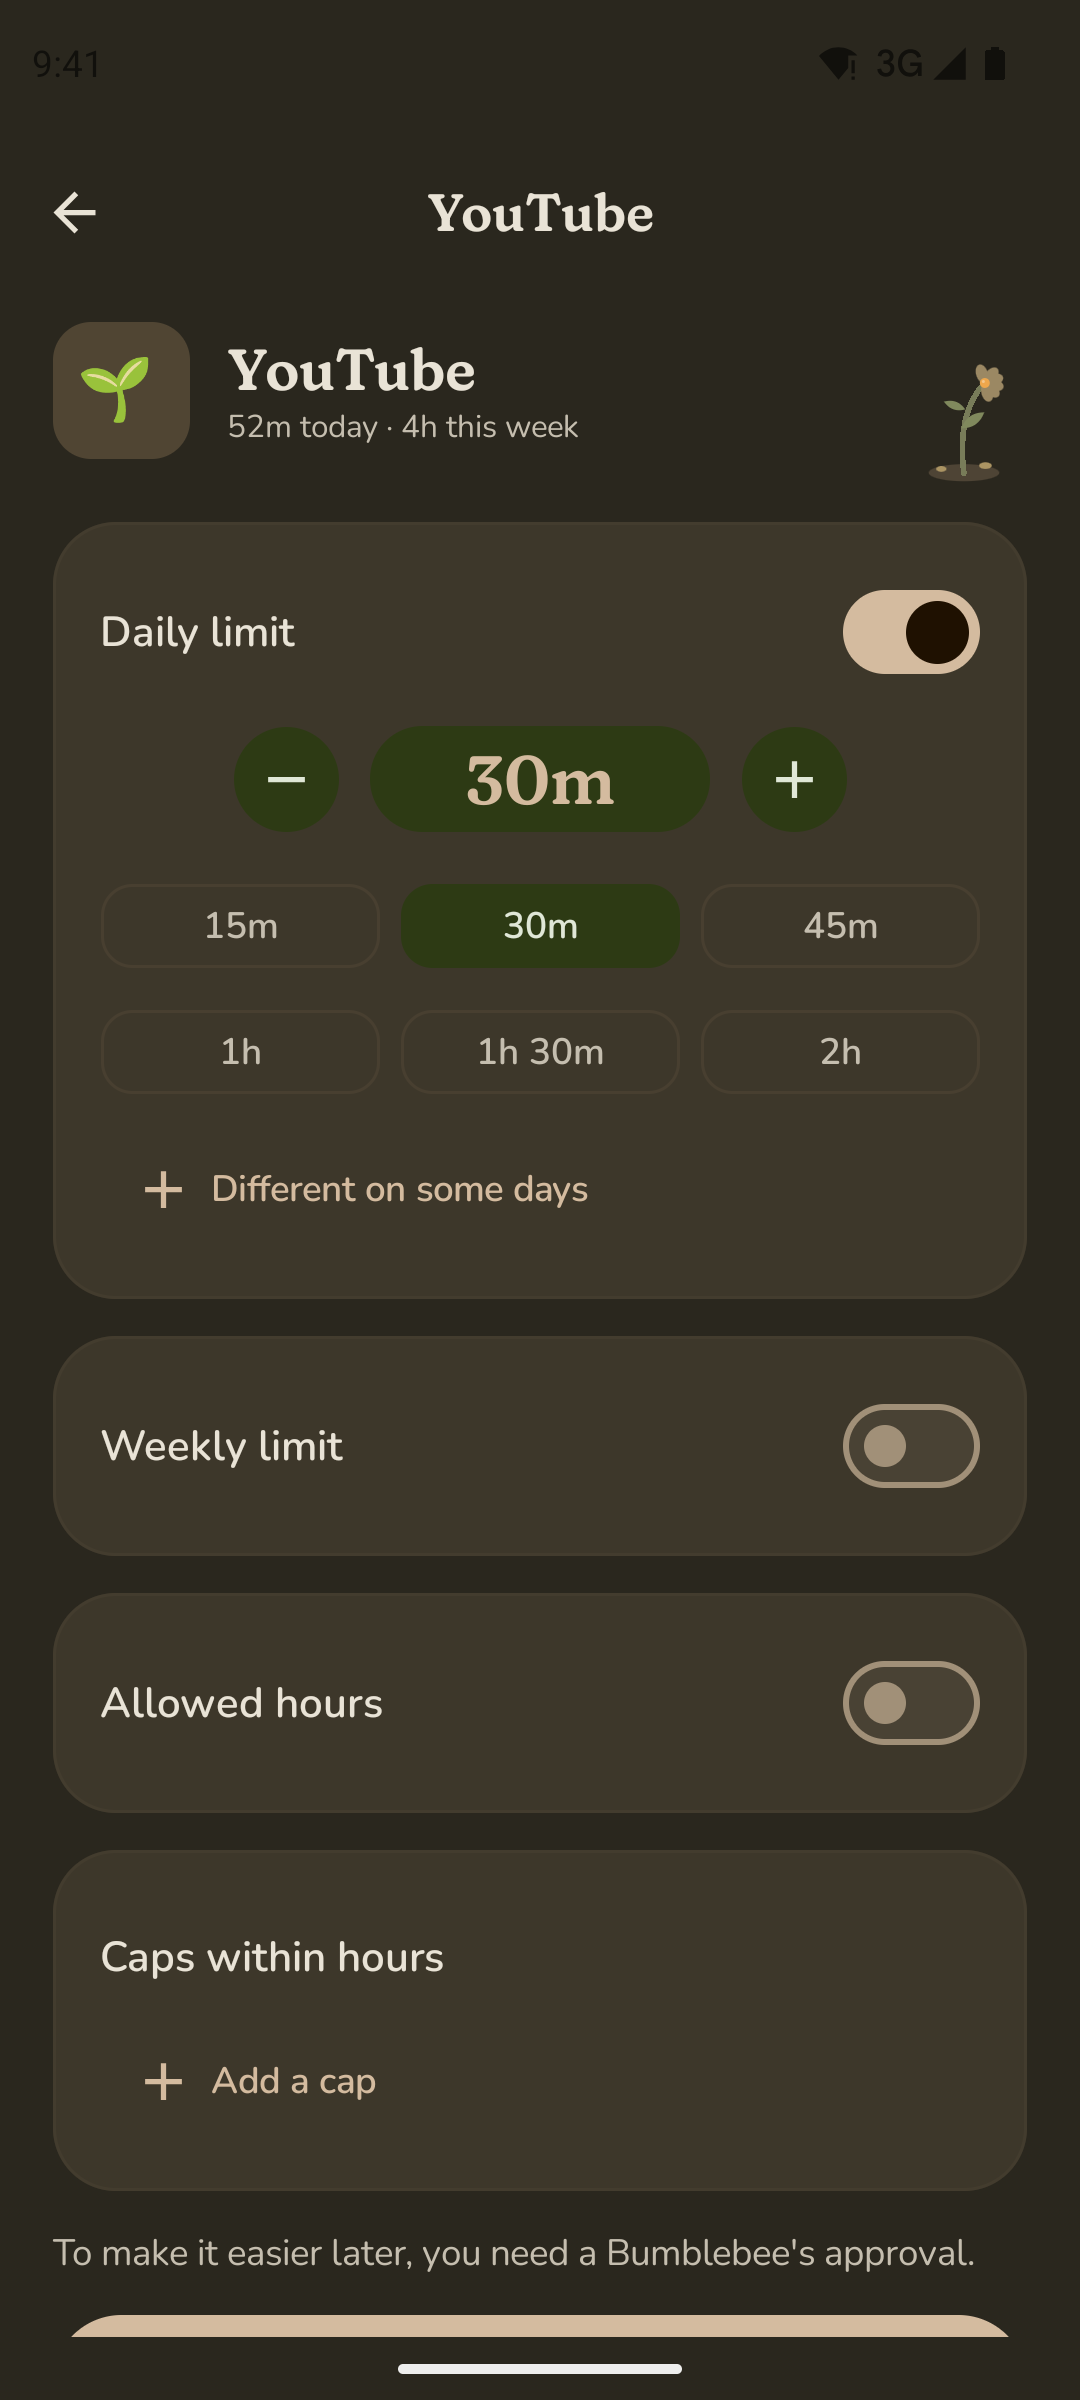 9:41
3G
YouTube
YouTube
52m today · 4h this week
Daily limit
30m
15m
30m
45m
1h
1h 30m
2h
Different on some days
Weekly limit
Allowed hours
Caps within hours
Add a cap
To make it easier later, you need a Bumblebee's approval.